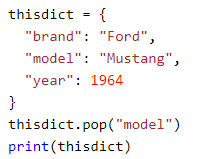 thisdict = {
  "brand": "Ford",
  "model": "Mustang",
  "year": 1964
}
thisdict.pop("model")
print(thisdict)